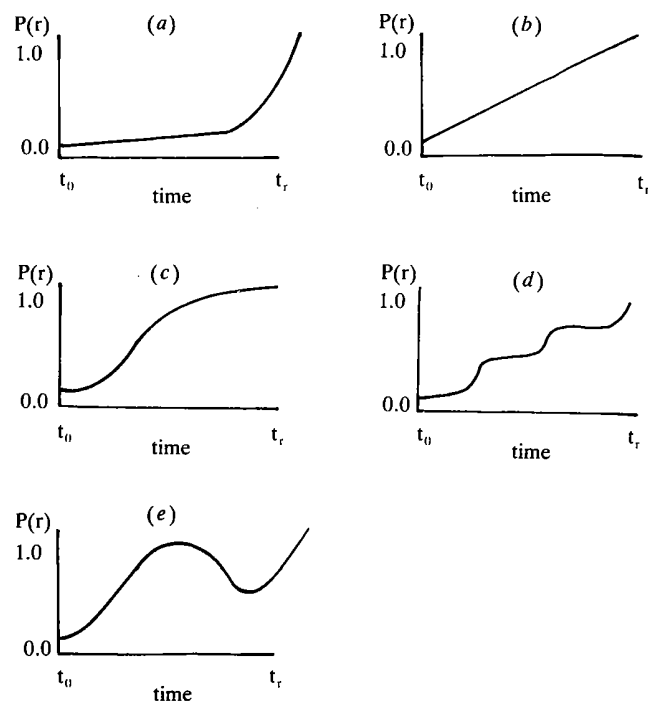 P(r) (a)
1.0
0.0
t₀ tᵣ
time
P(r) (b)
1.0
0.0
t₀ tᵣ
time
P(r) (c)
1.0
0.0
t₀ tᵣ
time
P(r) (d)
1.0
0.0
t₀ tᵣ
time
P(r) (e)
1.0
0.0
t₀ tᵣ
time